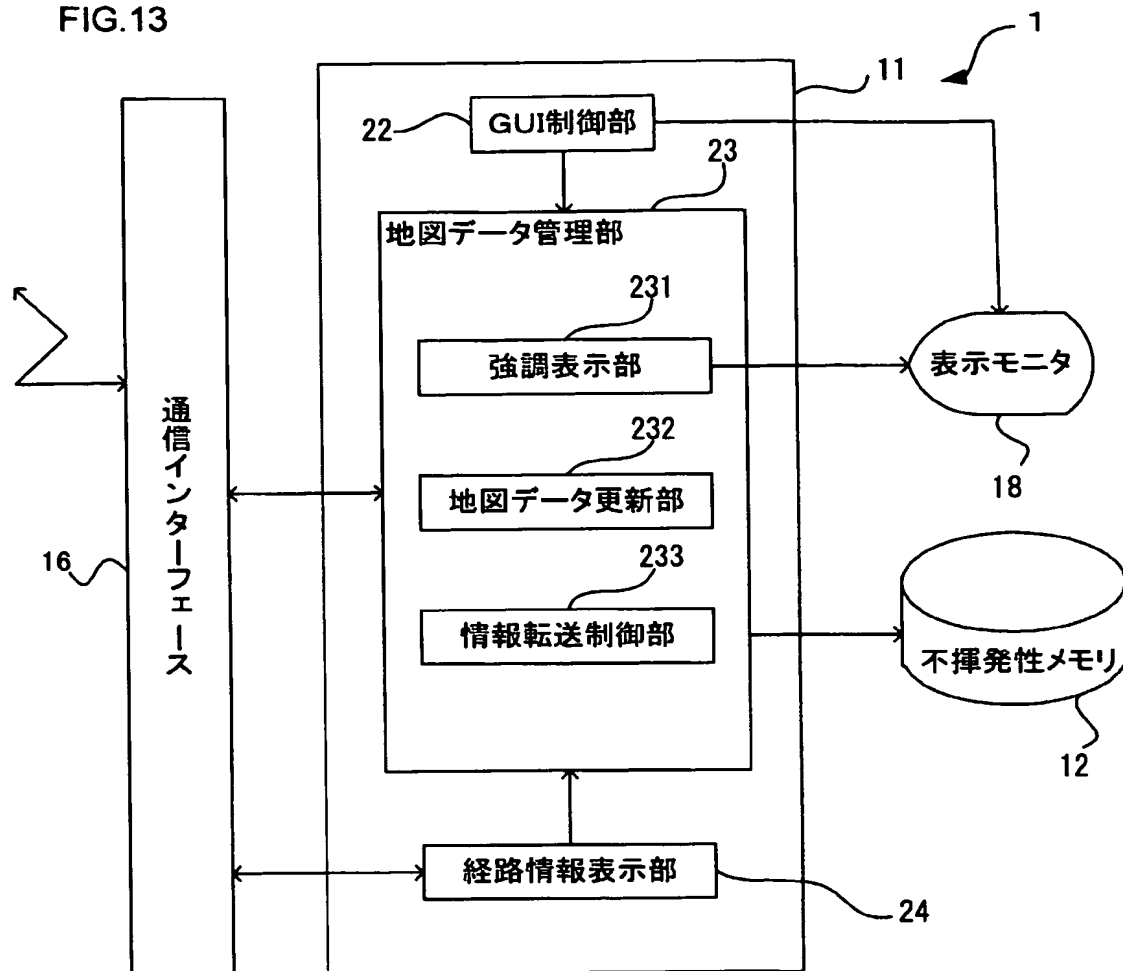 FIG.13
1
11
22
GUI制御部
23
地図データ管理部
231
強調表示部
表示モニタ
18
232
地図データ更新部
通信インターフェース
16
233
情報転送制御部
不揮発性メモリ
12
経路情報表示部
24